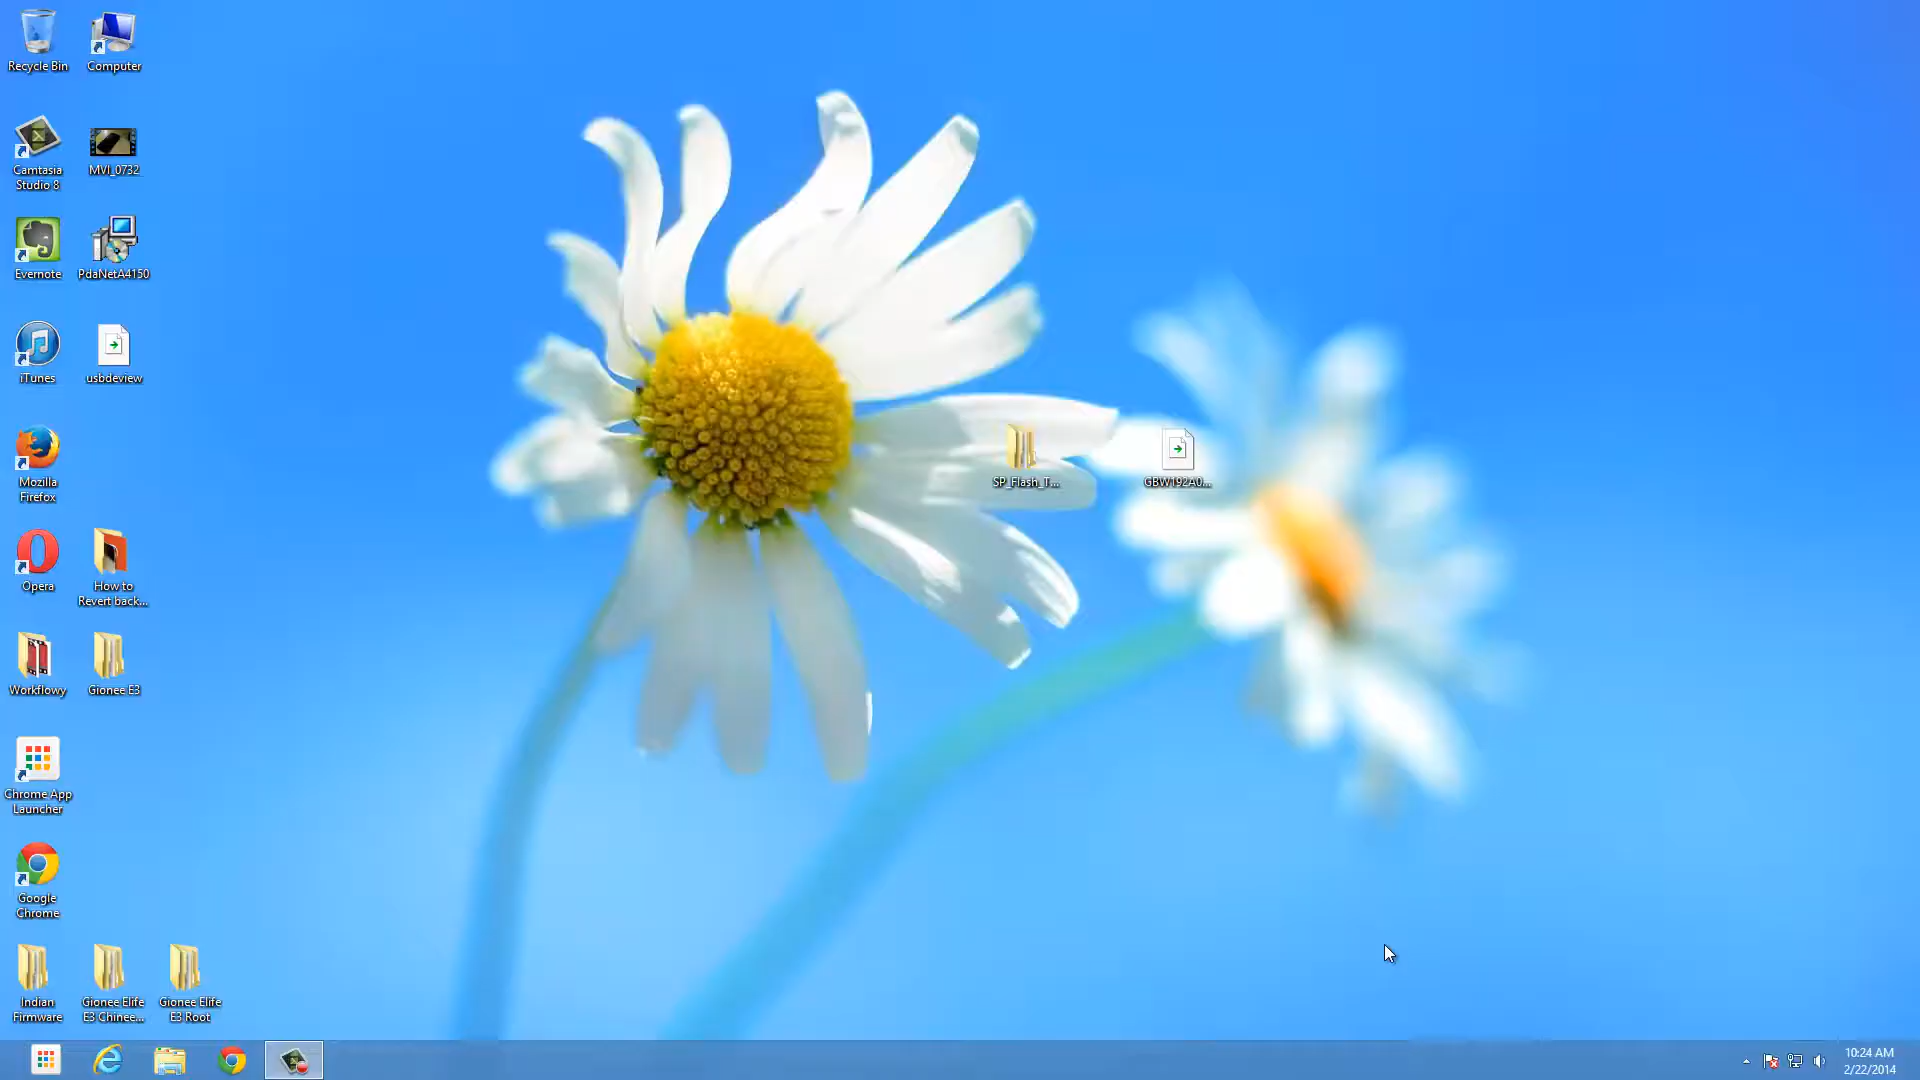 Recycle Bin
Computer
Camtasia
Studio 8
MVI_0732
Evernote
PdaNetA4150
iTunes
usbdeview
SP_Flash_T...
GBW192A0...
Mozilla
Firefox
Opera
How to
Revert back...
Workflowy
Gionee E3
Chrome App
Launcher
Google
Chrome
Indian
Firmware
Gionee Elife
E3 Chinee...
Gionee Elife
E3 Root
10:24 AM
2/22/2014